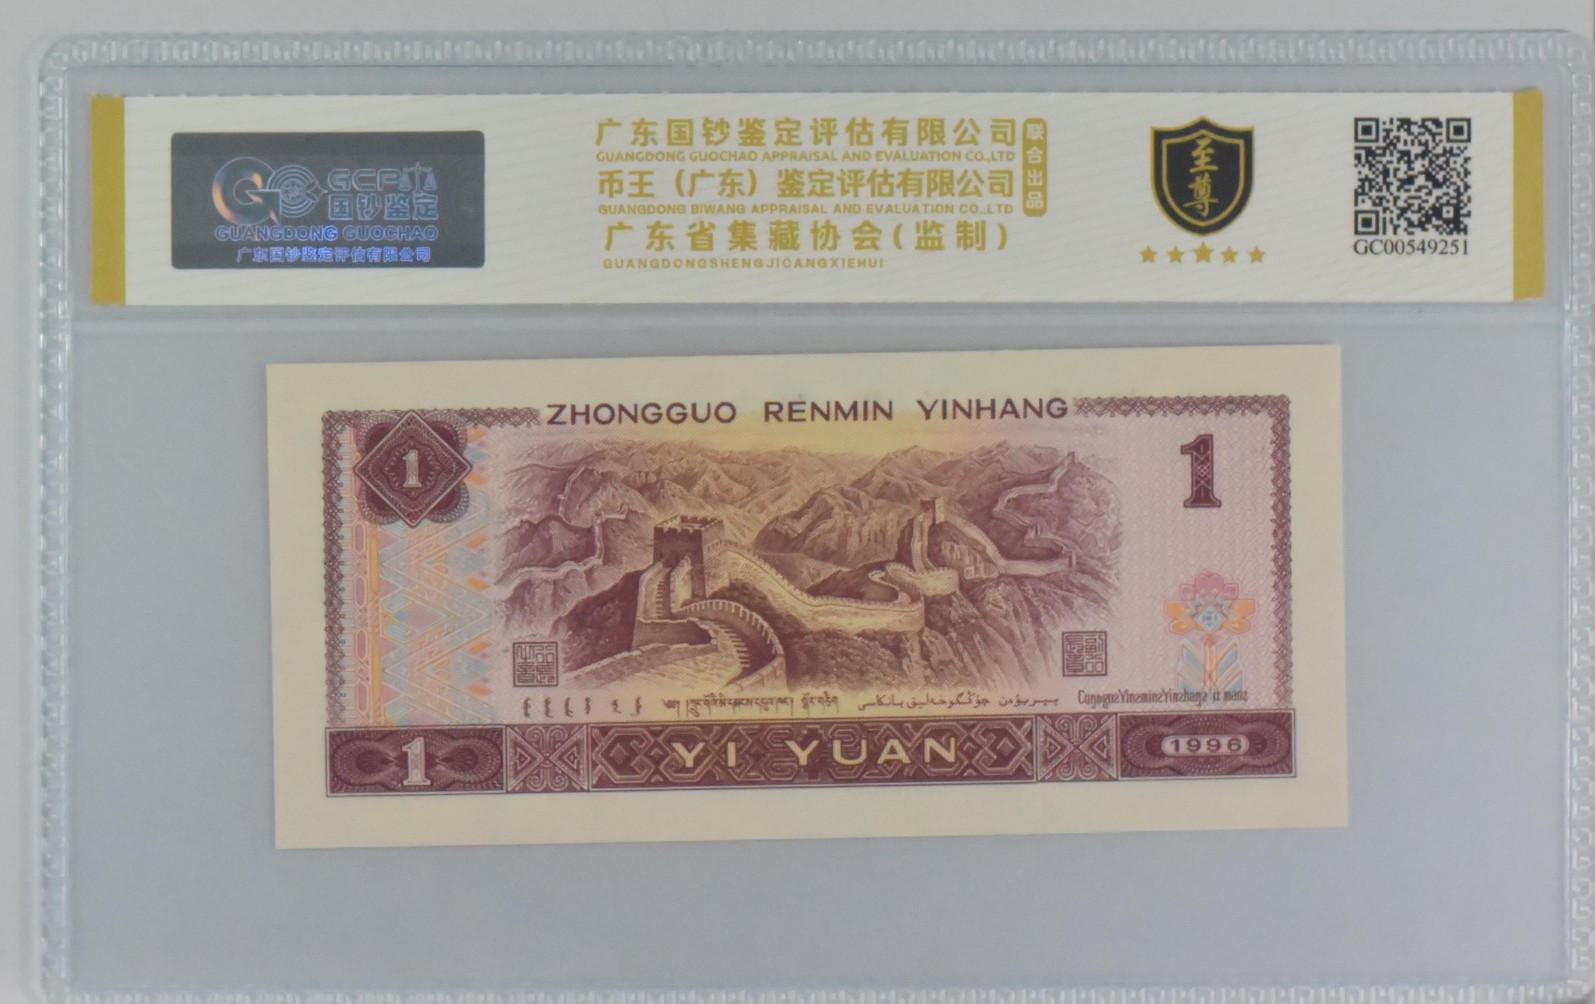 GCPA
国钞鉴定
GUANGDONG GUOCHAO
广东国钞鉴定评估有限公司
广东国钞鉴定评估有限公司
GUANGDONG GUOCHAO APPRAISAL AND EVALUATION CO.,LTD
币王（广东）鉴定评估有限公司
GUANGDONG BIWANG APPRAISAL AND EVALUATION CO.,LTD
广东省集藏协会(监制)
GUANGDONGSHENGJICANGXIEHUI
联合出品
至尊
GC00549251
ZHONGGUO RENMIN YINHANG
1
1
1
YI YUAN
1996